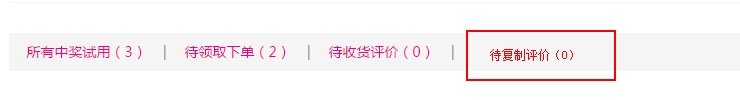 所有中奖试用（3） | 待领取下单（2） | 待收货评价（0） | 待复制评价（0）